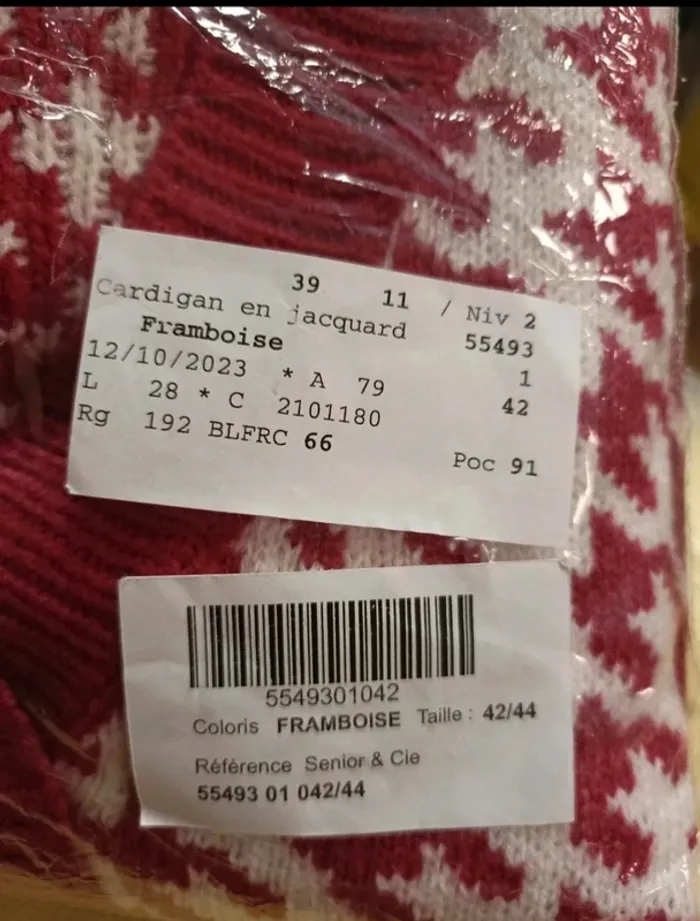 39 11 / Niv 2
Cardigan en jacquard 55493
Framboise 1
12/10/2023 * A 79 42
L 28 * C 2101180
Rg 192 BLFRC 66 Poc 91
5549301042
Coloris FRAMBOISE Taille : 42/44
Référence Senior & Cie
55493 01 042/44